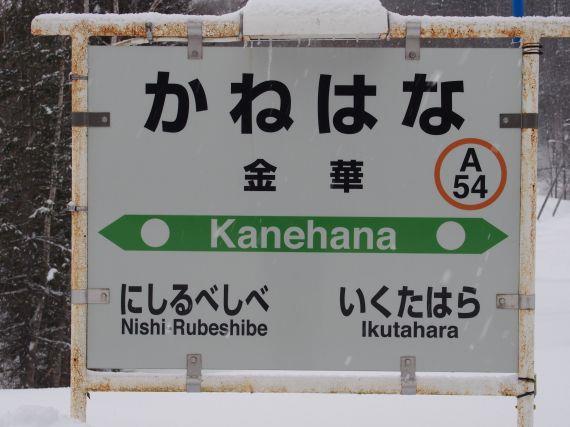 かねはな
金華
A
54
Kanehana
にしるべしべ
Nishi Rubeshibe
いくたはら
Ikutahara